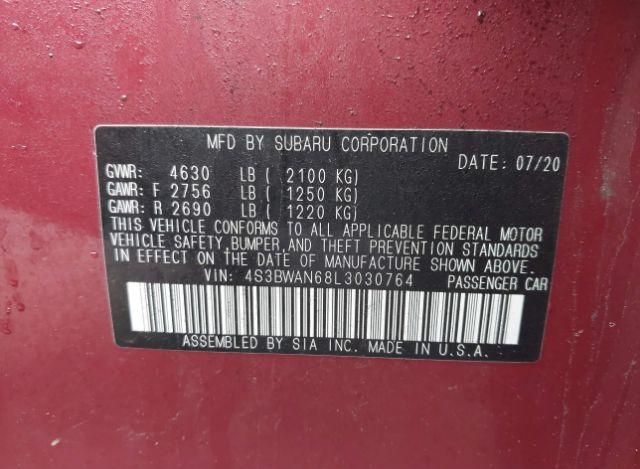 MFD BY SUBARU CORPORATION
DATE: 07/20
GVWR: 4630 LB ( 2100 KG)
GAWR: F 2756 LB ( 1250 KG)
GAWR: R 2690 LB ( 1220 KG)
THIS VEHICLE CONFORMS TO ALL APPLICABLE FEDERAL MOTOR
VEHICLE SAFETY, BUMPER, AND THEFT PREVENTION STANDARDS
IN EFFECT ON THE DATE OF MANUFACTURE SHOWN ABOVE.
VIN: 4S3BWAN68L3030764 PASSENGER CAR
ASSEMBLED BY SIA INC. MADE IN U.S.A.